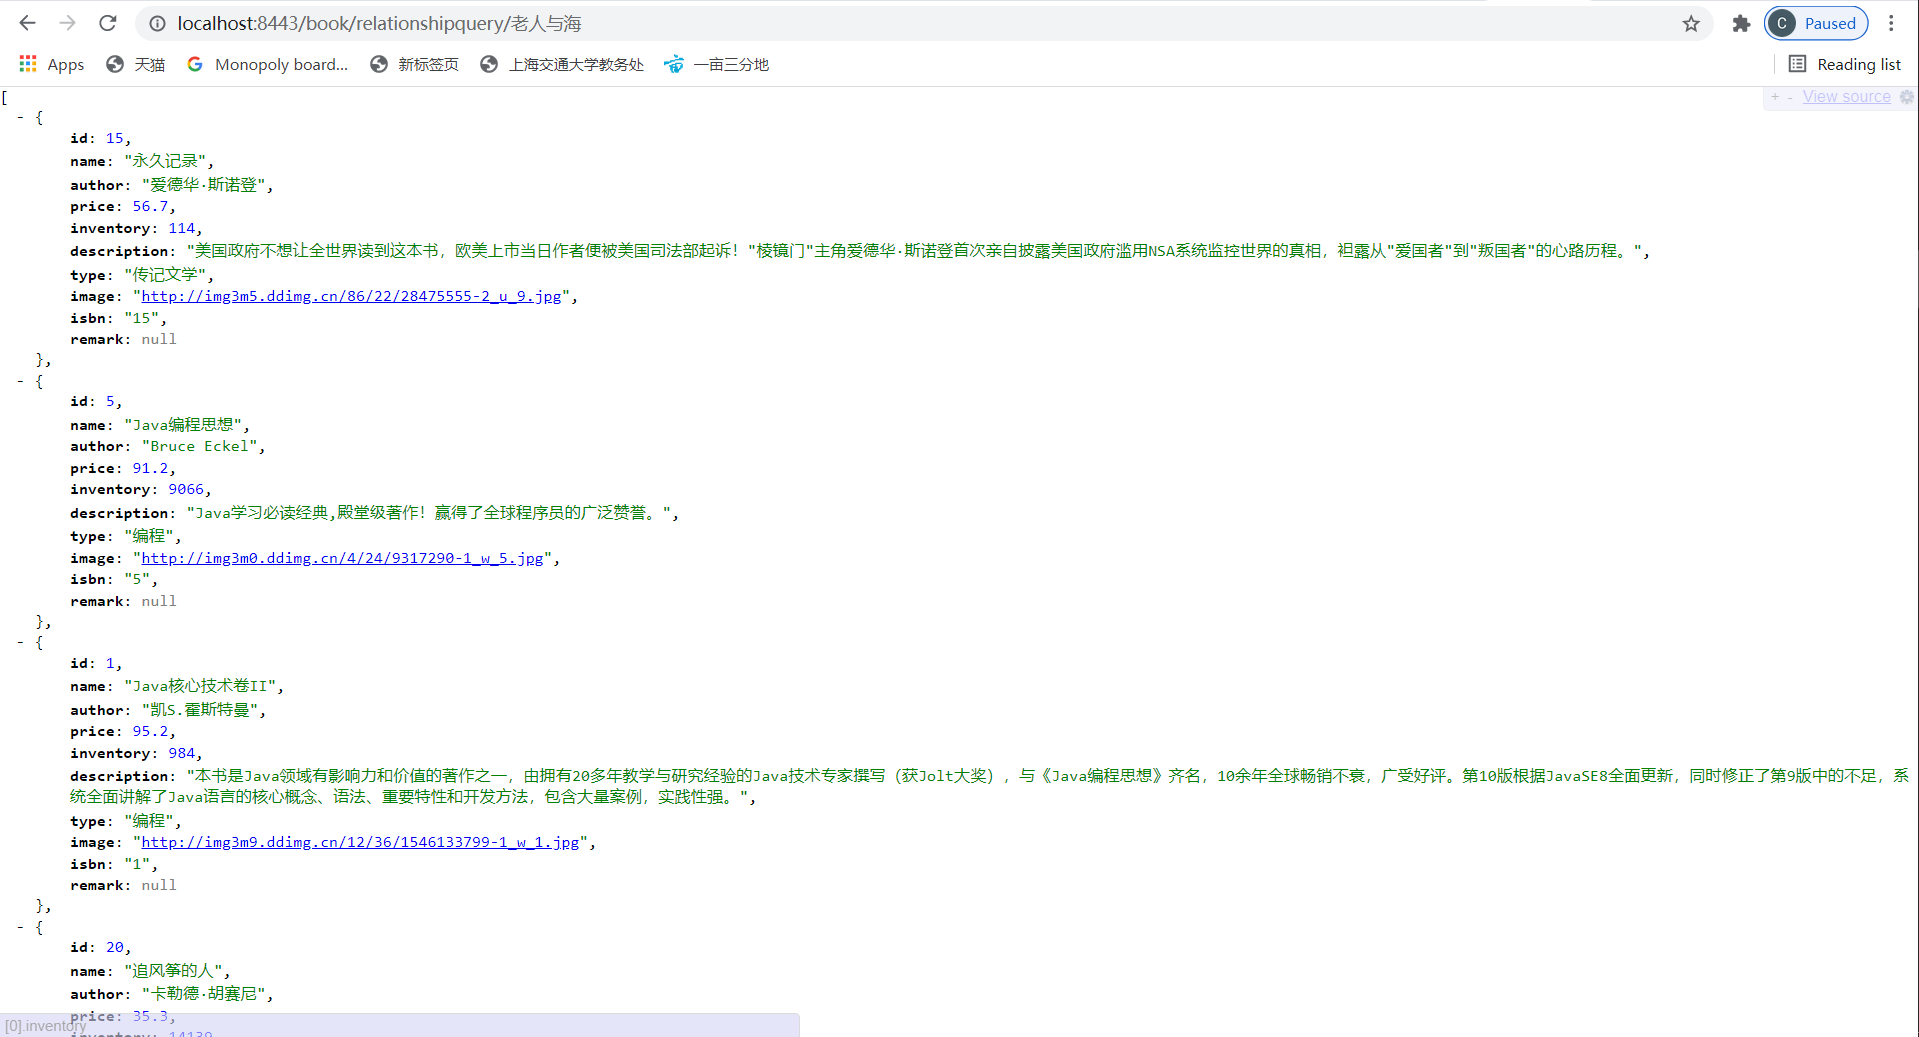 localhost:8443/book/relationshipquery/老人与海
C Paused
Apps 天猫 Monopoly board... 新标签页 上海交通大学教务处 一亩三分地 Reading list
[
+ - View source
- {
id: 15,
name: "永久记录",
author: "爱德华·斯诺登",
price: 56.7,
inventory: 114,
description: "美国政府不想让全世界读到这本书，欧美上市当日作者便被美国司法部起诉！"棱镜门"主角爱德华·斯诺登首次亲自披露美国政府滥用NSA系统监控世界的真相，袒露从"爱国者"到"叛国者"的心路历程。",
type: "传记文学",
image: "http://img3m5.ddimg.cn/86/22/28475555-2_u_9.jpg",
isbn: "15",
remark: null
},
- {
id: 5,
name: "Java编程思想",
author: "Bruce Eckel",
price: 91.2,
inventory: 9066,
description: "Java学习必读经典,殿堂级著作！赢得了全球程序员的广泛赞誉。",
type: "编程",
image: "http://img3m0.ddimg.cn/4/24/9317290-1_w_5.jpg",
isbn: "5",
remark: null
},
- {
id: 1,
name: "Java核心技术卷II",
author: "凯S.霍斯特曼",
price: 95.2,
inventory: 984,
description: "本书是Java领域有影响力和价值的著作之一，由拥有20多年教学与研究经验的Java技术专家撰写（获Jolt大奖），与《Java编程思想》齐名，10余年全球畅销不衰，广受好评。第10版根据JavaSE8全面更新，同时修正了第9版中的不足，系
统全面讲解了Java语言的核心概念、语法、重要特性和开发方法，包含大量案例，实践性强。",
type: "编程",
image: "http://img3m9.ddimg.cn/12/36/1546133799-1_w_1.jpg",
isbn: "1",
remark: null
},
- {
id: 20,
name: "追风筝的人",
author: "卡勒德·胡赛尼",
price: 35.3,
[0].inventory
inventory: 14139